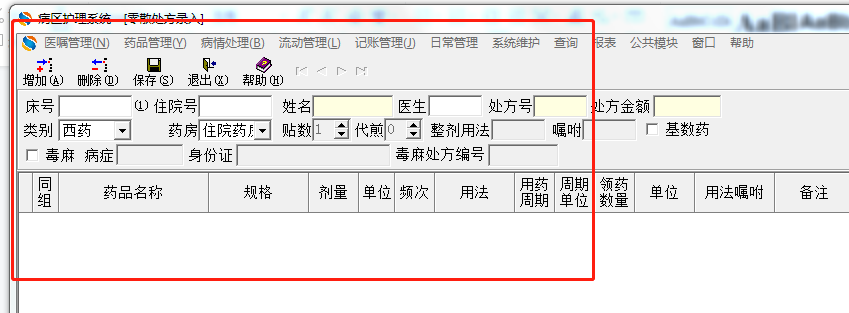 病区护理系统 - [零散处方录入]
医嘱管理(N) 药品管理(Y) 病情处理(B) 流动管理(L) 记账管理(J) 日常管理 系统维护 查询 报表 公共模块 窗口 帮助
增加(A) 删除(D) 保存(S) 退出(X) 帮助(H)
床号 (1) 住院号 姓名 医生 处方号 处方金额
类别 西药 药房 住院药房 贴数 1 代煎 0 整剂用法 嘱咐 基数药
毒麻 病症 身份证 毒麻处方编号
同组 药品名称 规格 剂量 单位 频次 用法 用药周期 周期单位 领药数量 单位 用法嘱咐 备注